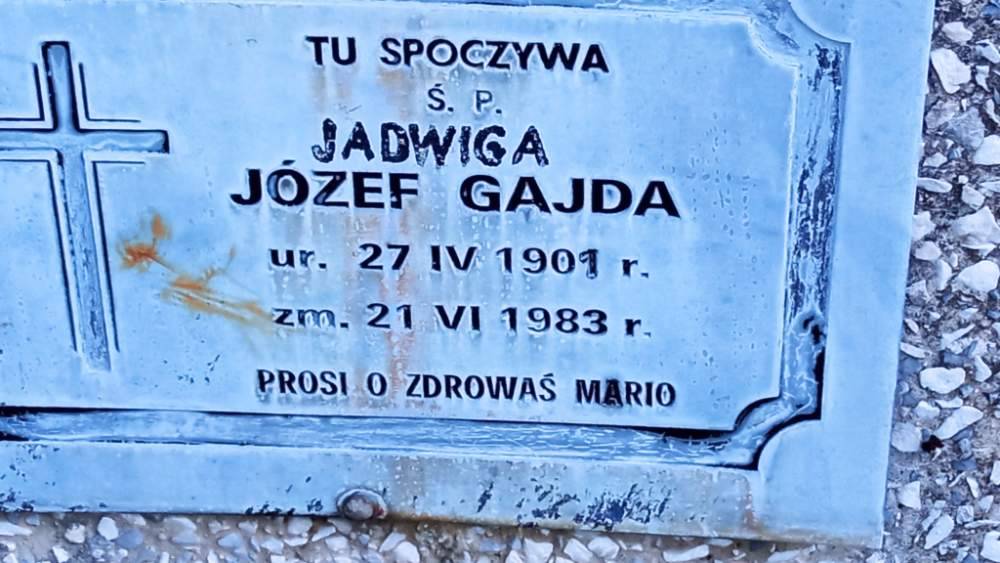 TU SPOCZYWA
Ś. P.
JADWIGA
JÓZEF GAJDA
ur. 27 IV 1901 r.
zm. 21 VI 1983 r.
PROSI O ZDROWAŚ MARIO